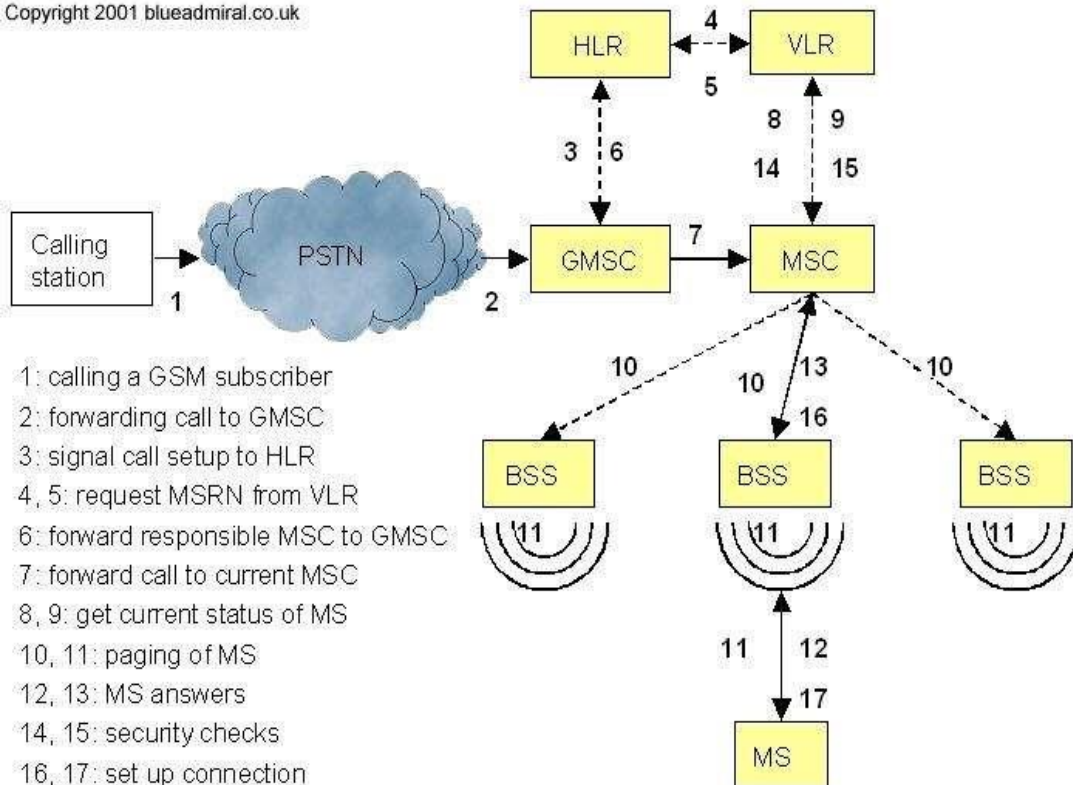 Copyright 2001 blueadmiral.co.uk
HLR
4
5
VLR
3 6
8 9
14 15
Calling
station
1
PSTN
2
GMSC
7
MSC
10
10
13
16
10
BSS
BSS
BSS
11
11
11
11
12
17
MS
1: calling a GSM subscriber
2: forwarding call to GMSC
3: signal call setup to HLR
4, 5: request MSRN from VLR
6: forward responsible MSC to GMSC
7: forward call to current MSC
8, 9: get current status of MS
10, 11: paging of MS
12, 13: MS answers
14, 15: security checks
16, 17: set up connection